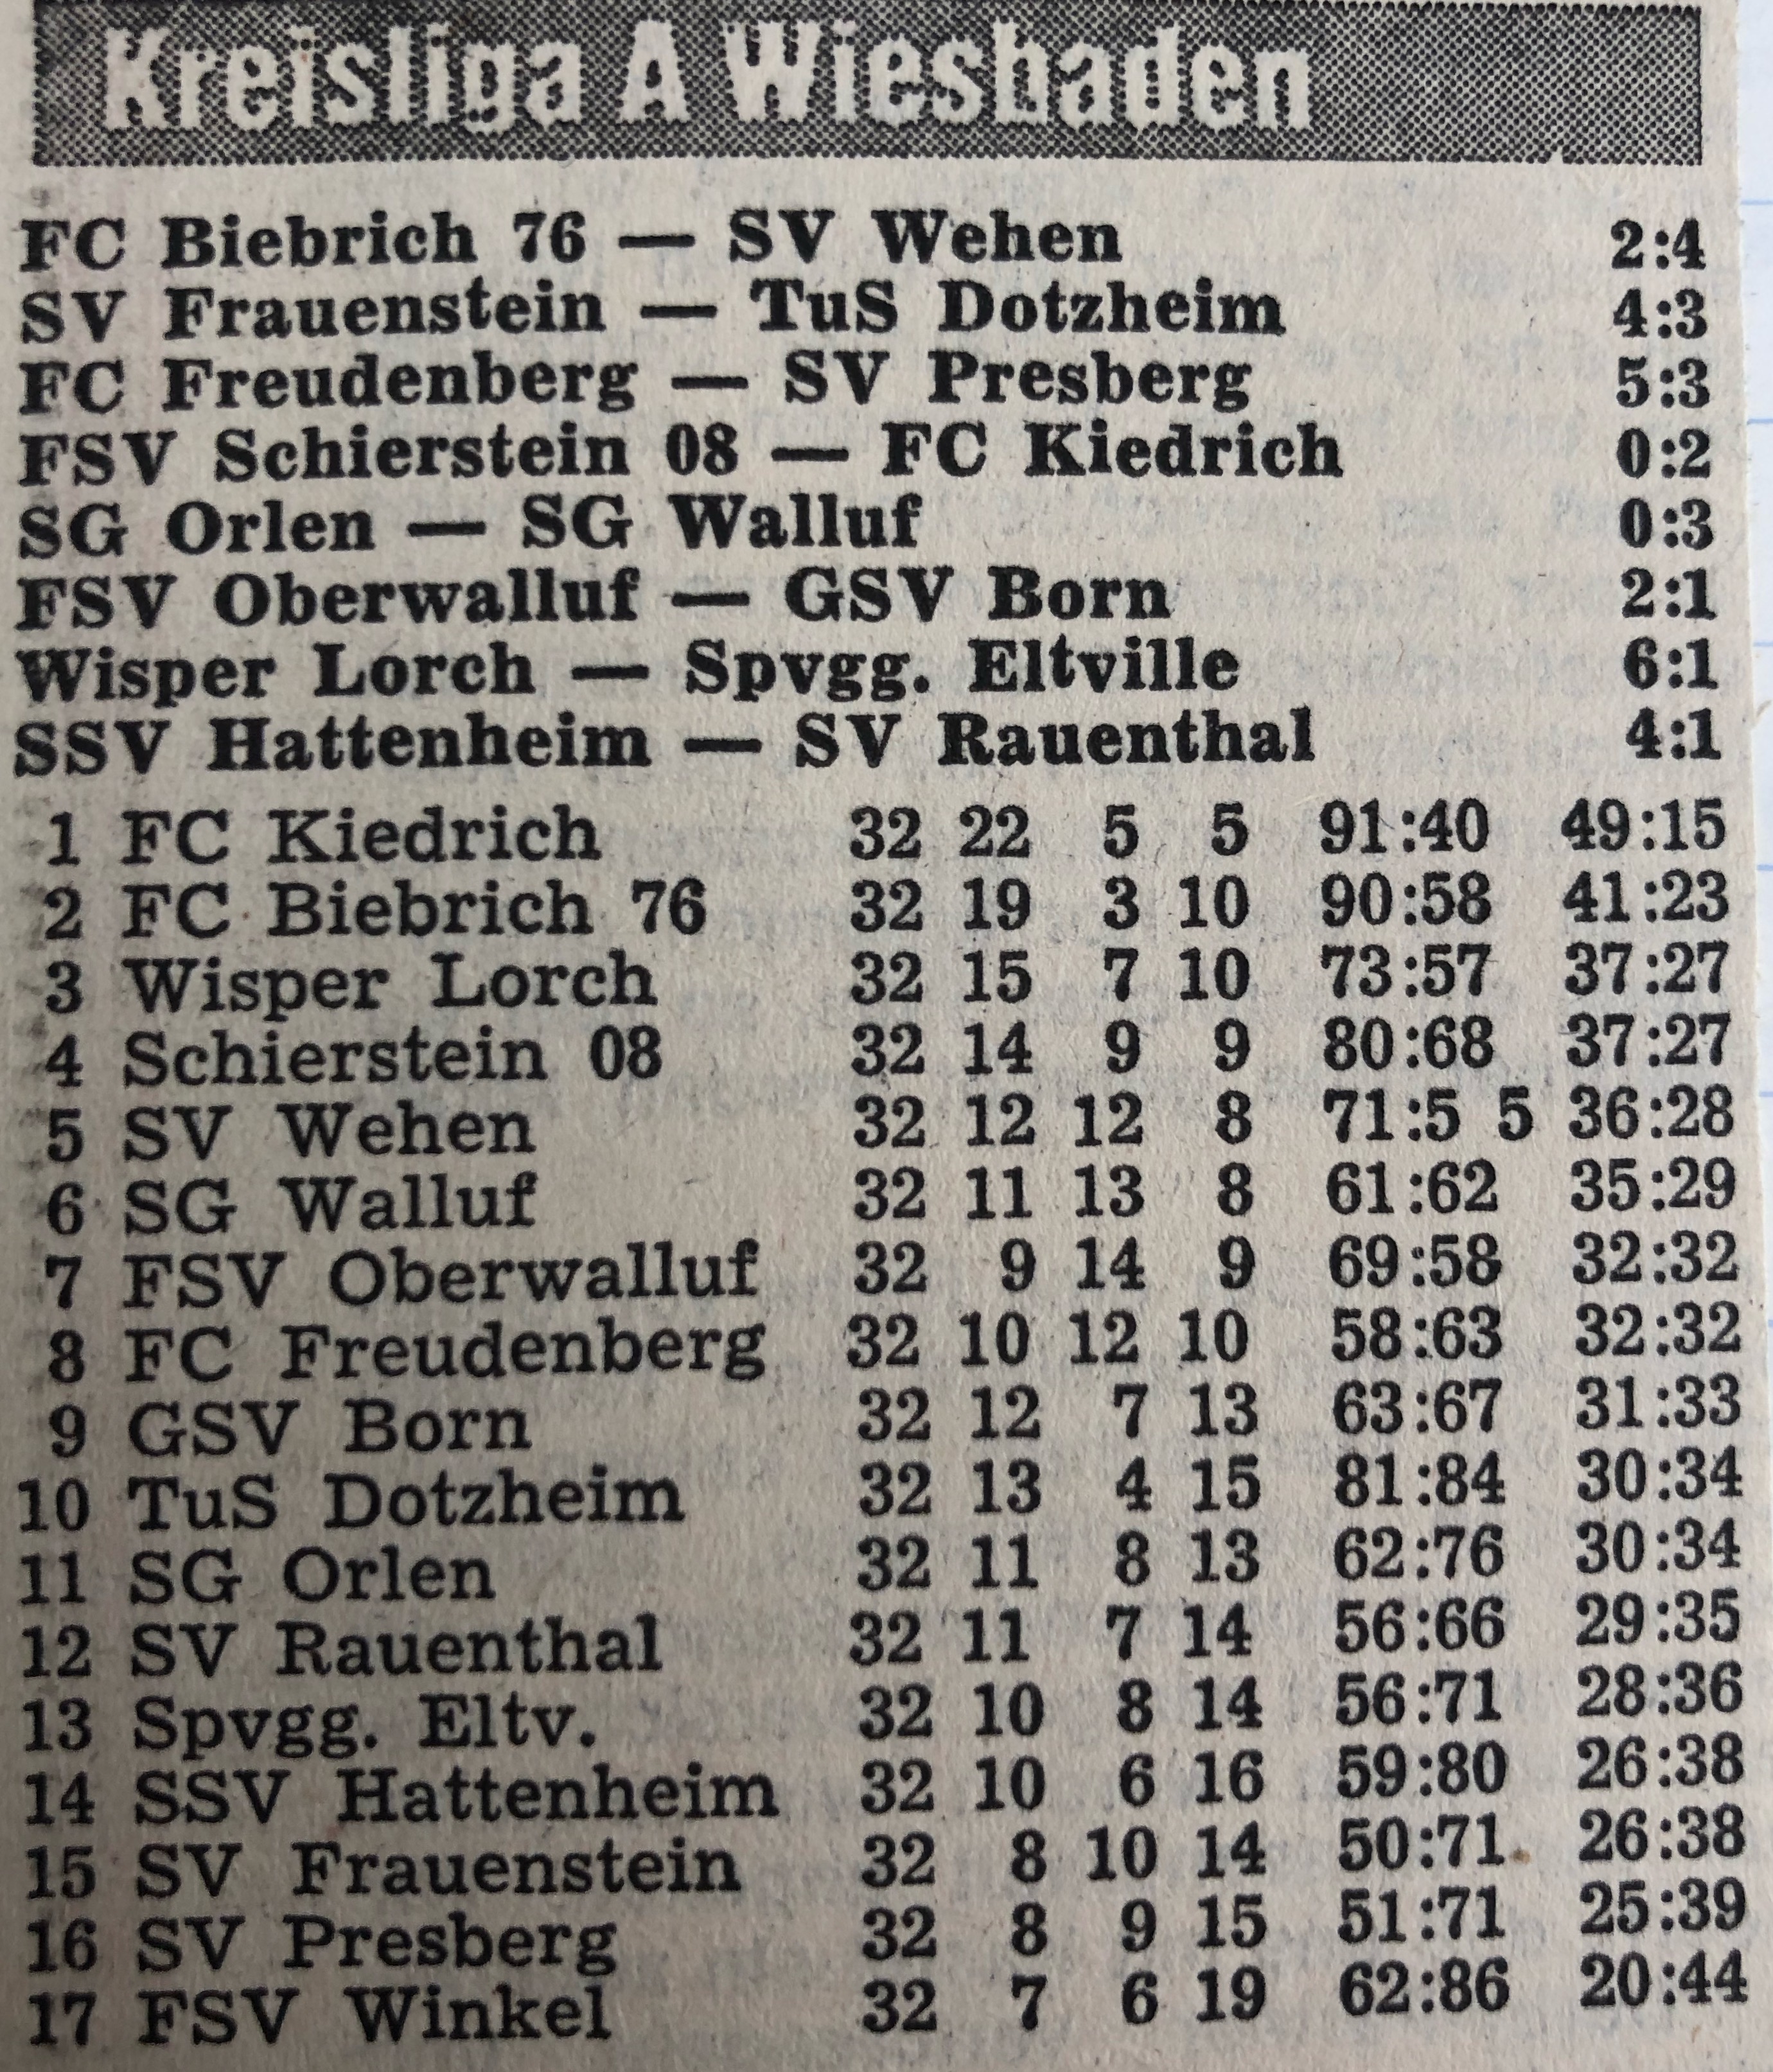 Kreisliga A Wiesbaden
FC Biebrich 76 — SV Wehen 2:4
SV Frauenstein — TuS Dotzheim 4:3
FC Freudenberg — SV Presberg 5:3
FSV Schierstein 08 — FC Kiedrich 0:2
SG Orlen — SG Walluf 0:3
FSV Oberwalluf — GSV Born 2:1
Wisper Lorch — Spvgg. Eltville 6:1
SSV Hattenheim — SV Rauenthal 4:1
1 FC Kiedrich 32 22 5 5 91:40 49:15
2 FC Biebrich 76 32 19 3 10 90:58 41:23
3 Wisper Lorch 32 15 7 10 73:57 37:27
4 Schierstein 08 32 14 9 9 80:68 37:27
5 SV Wehen 32 12 12 8 71:5 5 36:28
6 SG Walluf 32 11 13 8 61:62 35:29
7 FSV Oberwalluf 32 9 14 9 69:58 32:32
8 FC Freudenberg 32 10 12 10 58:63 32:32
9 GSV Born 32 12 7 13 63:67 31:33
10 TuS Dotzheim 32 13 4 15 81:84 30:34
11 SG Orlen 32 11 8 13 62:76 30:34
12 SV Rauenthal 32 11 7 14 56:66 29:35
13 Spvgg. Eltv. 32 10 8 14 56:71 28:36
14 SSV Hattenheim 32 10 6 16 59:80 26:38
15 SV Frauenstein 32 8 10 14 50:71 26:38
16 SV Presberg 32 8 9 15 51:71 25:39
17 FSV Winkel 32 7 6 19 62:86 20:44